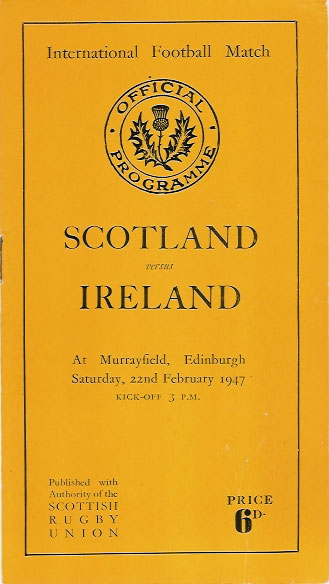 International Football Match
OFFICIAL
PROGRAMME
SCOTLAND
versus
IRELAND
At Murrayfield, Edinburgh
Saturday, 22nd February 1947
KICK-OFF 3 P.M.
Published with
Authority of the
SCOTTISH
RUGBY
UNION
PRICE
6D.